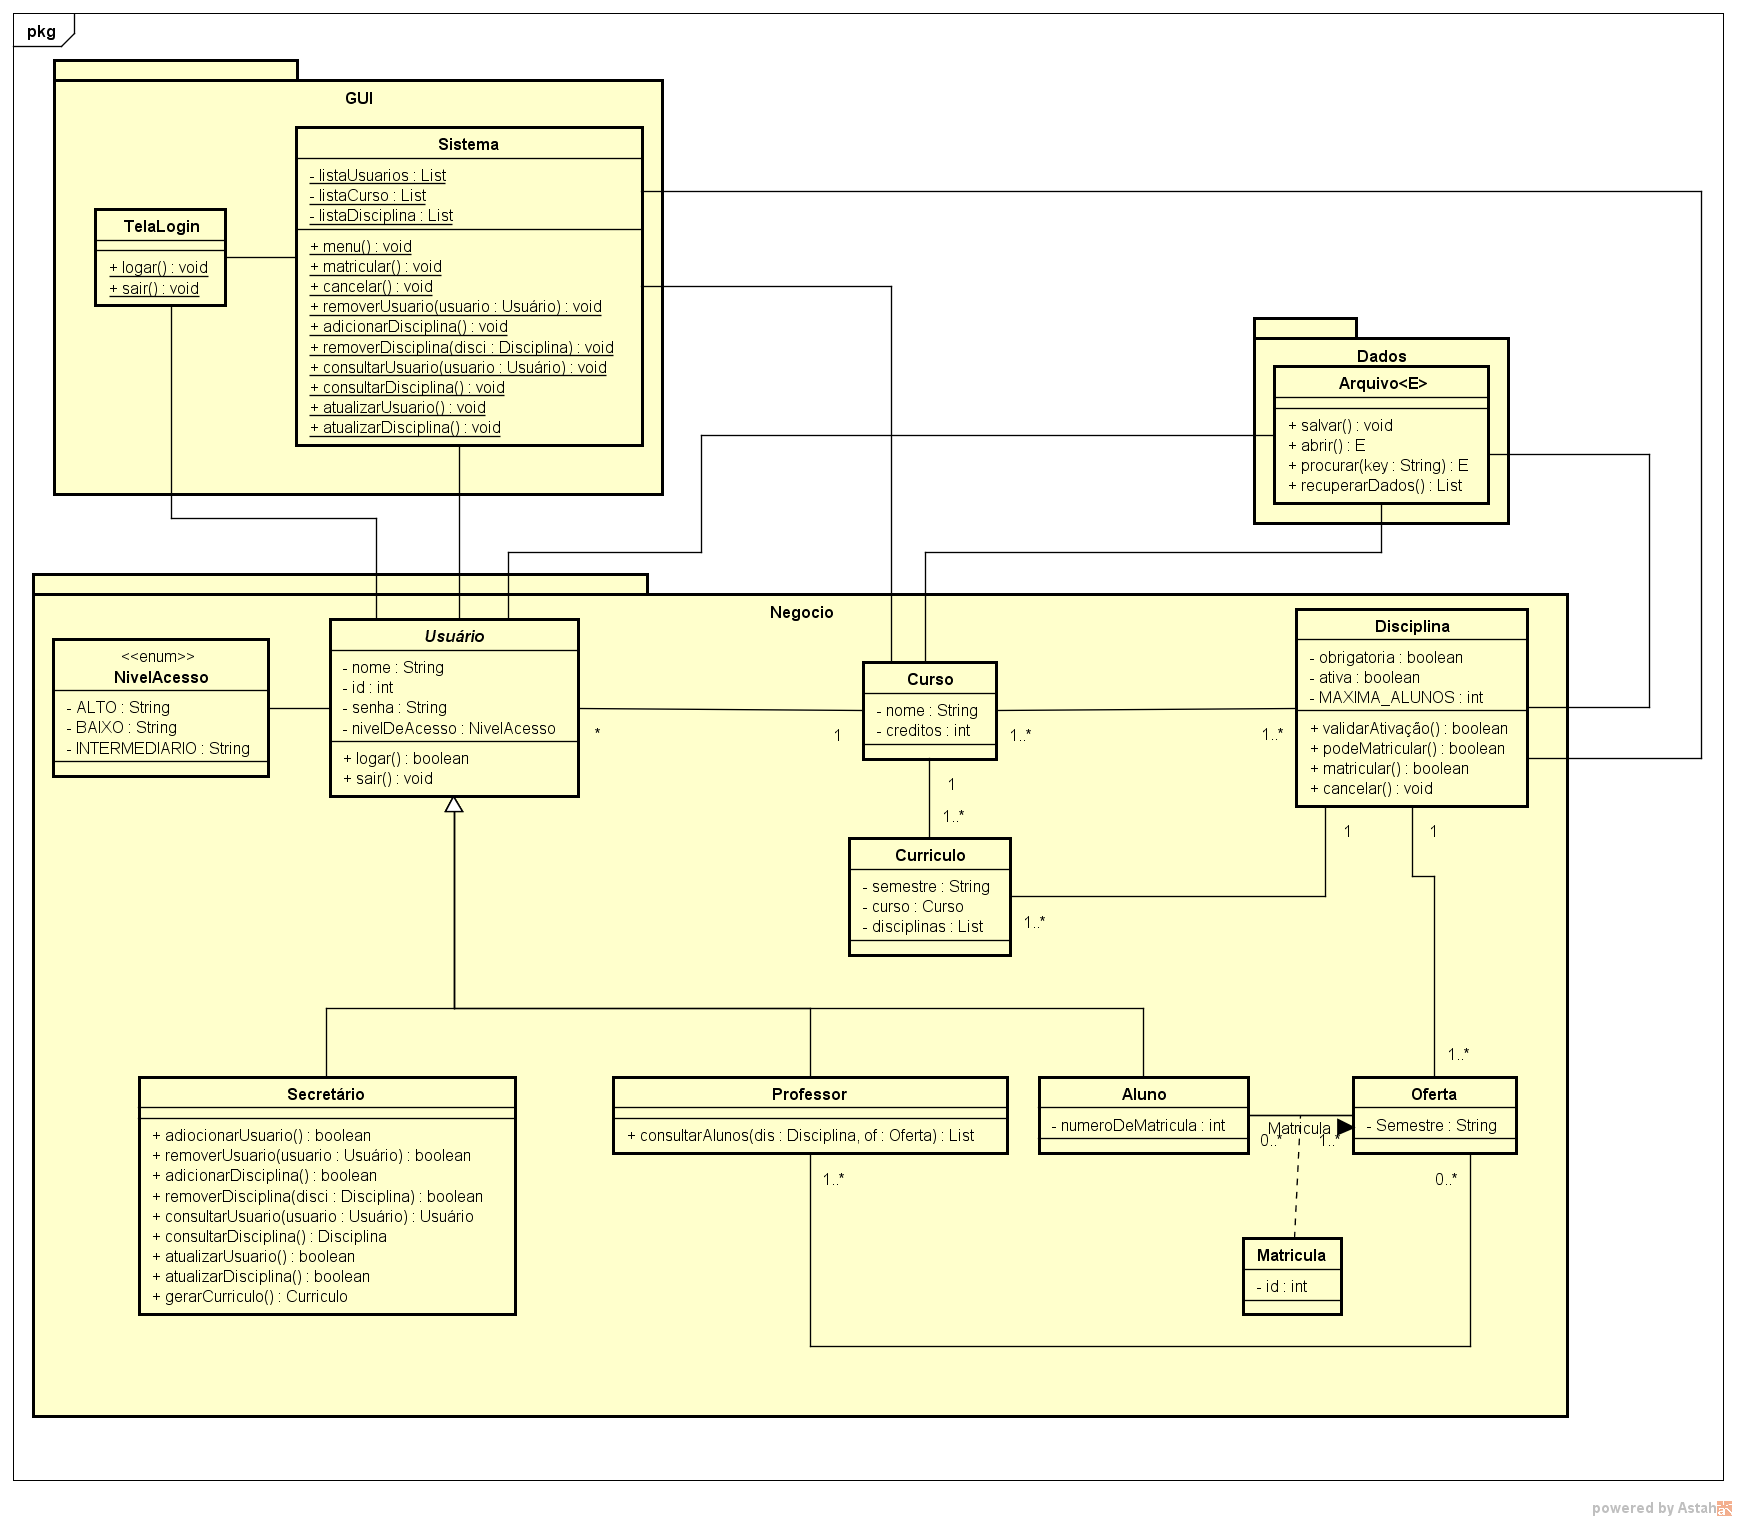 pkg
GUI
Sistema
- listaUsuarios : List
- listaCurso : List
- listaDisciplina : List
+ menu() : void
+ matricular() : void
+ cancelar() : void
+ removerUsuario(usuario : Usuário) : void
+ adicionarDisciplina() : void
+ removerDisciplina(disci : Disciplina) : void
+ consultarUsuario(usuario : Usuário) : void
+ consultarDisciplina() : void
+ atualizarUsuario() : void
+ atualizarDisciplina() : void
TelaLogin
+ logar() : void
+ sair() : void
Dados
Arquivo<E>
+ salvar() : void
+ abrir() : E
+ procurar(key : String) : E
+ recuperarDados() : List
Negocio
<<enum>>
NivelAcesso
- ALTO : String
- BAIXO : String
- INTERMEDIARIO : String
Usuário
- nome : String
- id : int
- senha : String
- nivelDeAcesso : NivelAcesso
+ logar() : boolean
+ sair() : void
*
1
Curso
- nome : String
- creditos : int
1..*
1..*
Disciplina
- obrigatoria : boolean
- ativa : boolean
- MAXIMA_ALUNOS : int
+ validarAtivação() : boolean
+ podeMatricular() : boolean
+ matricular() : boolean
+ cancelar() : void
1
1..*
Curriculo
- semestre : String
- curso : Curso
- disciplinas : List
1..*
1
1
1..*
Secretário
+ adiocionarUsuario() : boolean
+ removerUsuario(usuario : Usuário) : boolean
+ adicionarDisciplina() : boolean
+ removerDisciplina(disci : Disciplina) : boolean
+ consultarUsuario(usuario : Usuário) : Usuário
+ consultarDisciplina() : Disciplina
+ atualizarUsuario() : boolean
+ atualizarDisciplina() : boolean
+ gerarCurriculo() : Curriculo
Professor
+ consultarAlunos(dis : Disciplina, of : Oferta) : List
1..*
Aluno
- numeroDeMatricula : int
Matricula
0..*
1..*
Oferta
- Semestre : String
0..*
Matricula
- id : int
powered by Astah